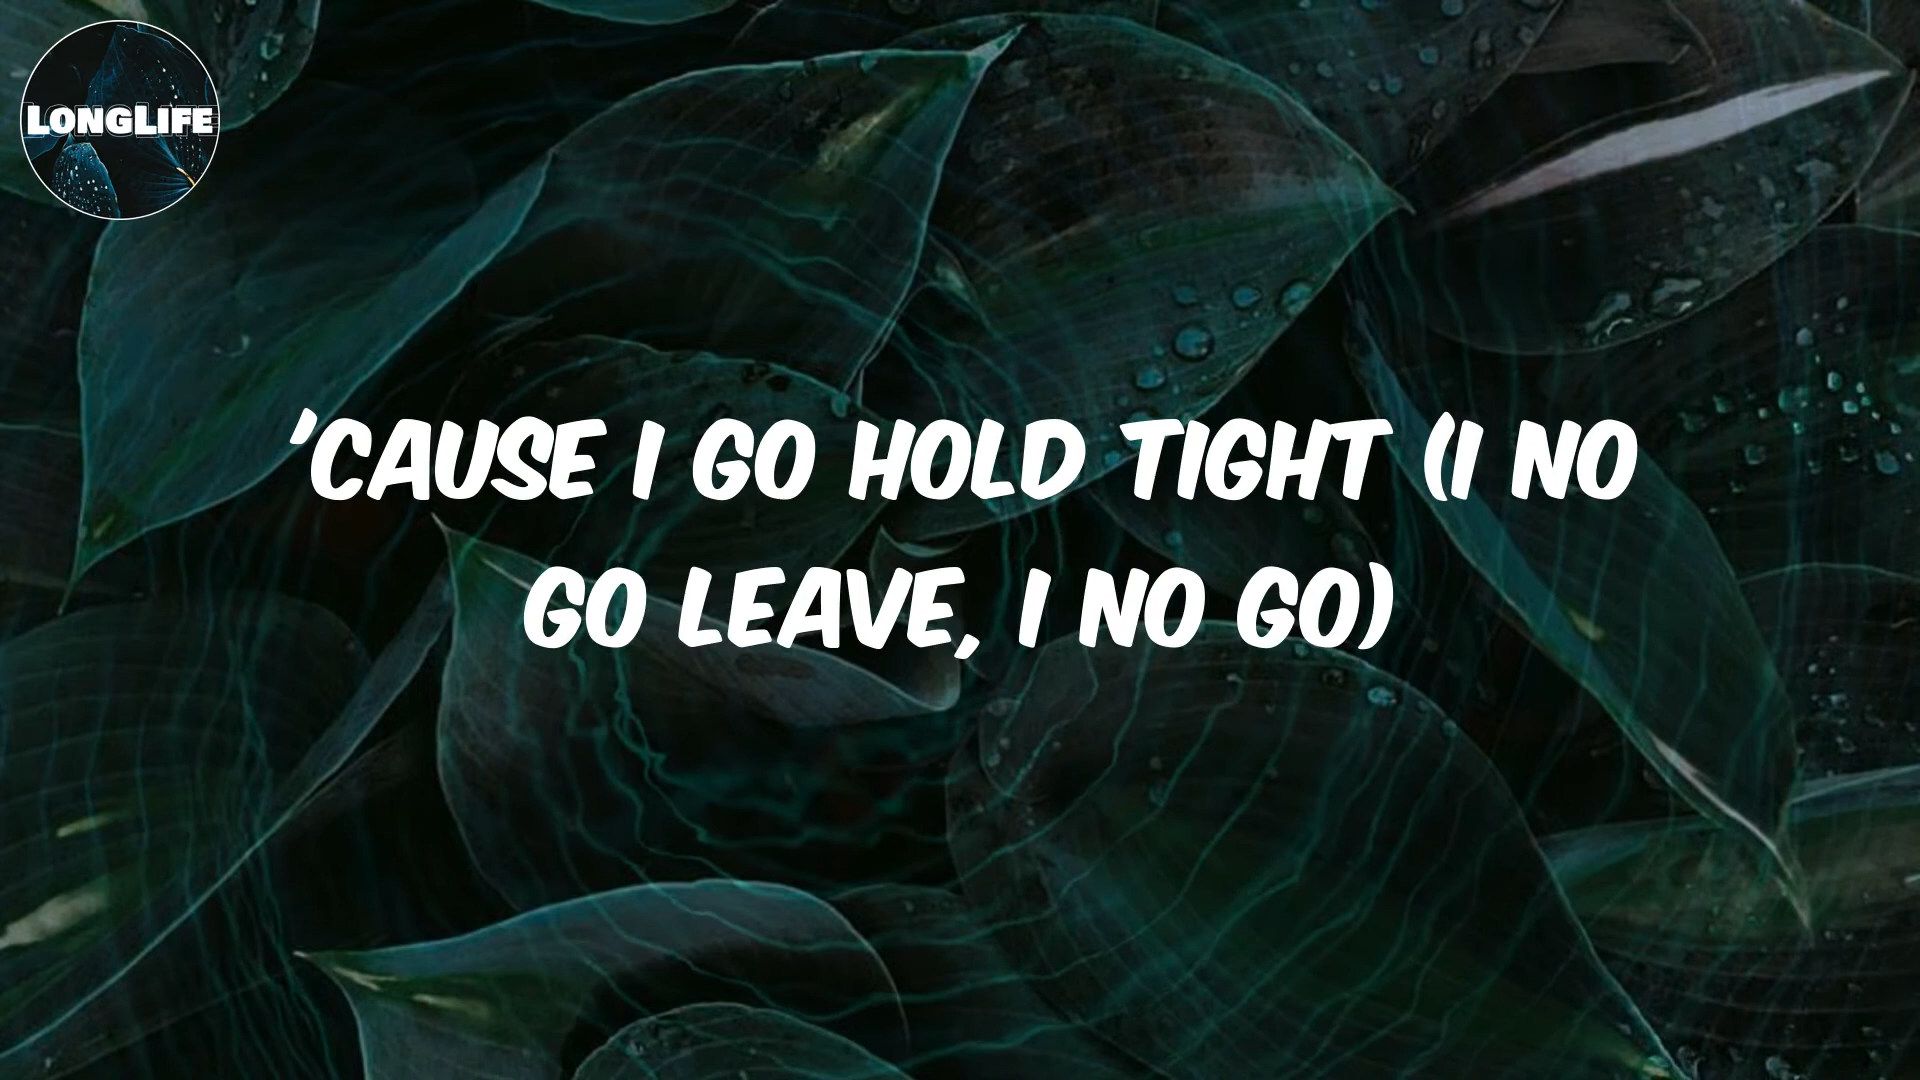 LONGLIFE
'CAUSE I GO HOLD TIGHT (I NO
GO LEAVE, I NO GO)